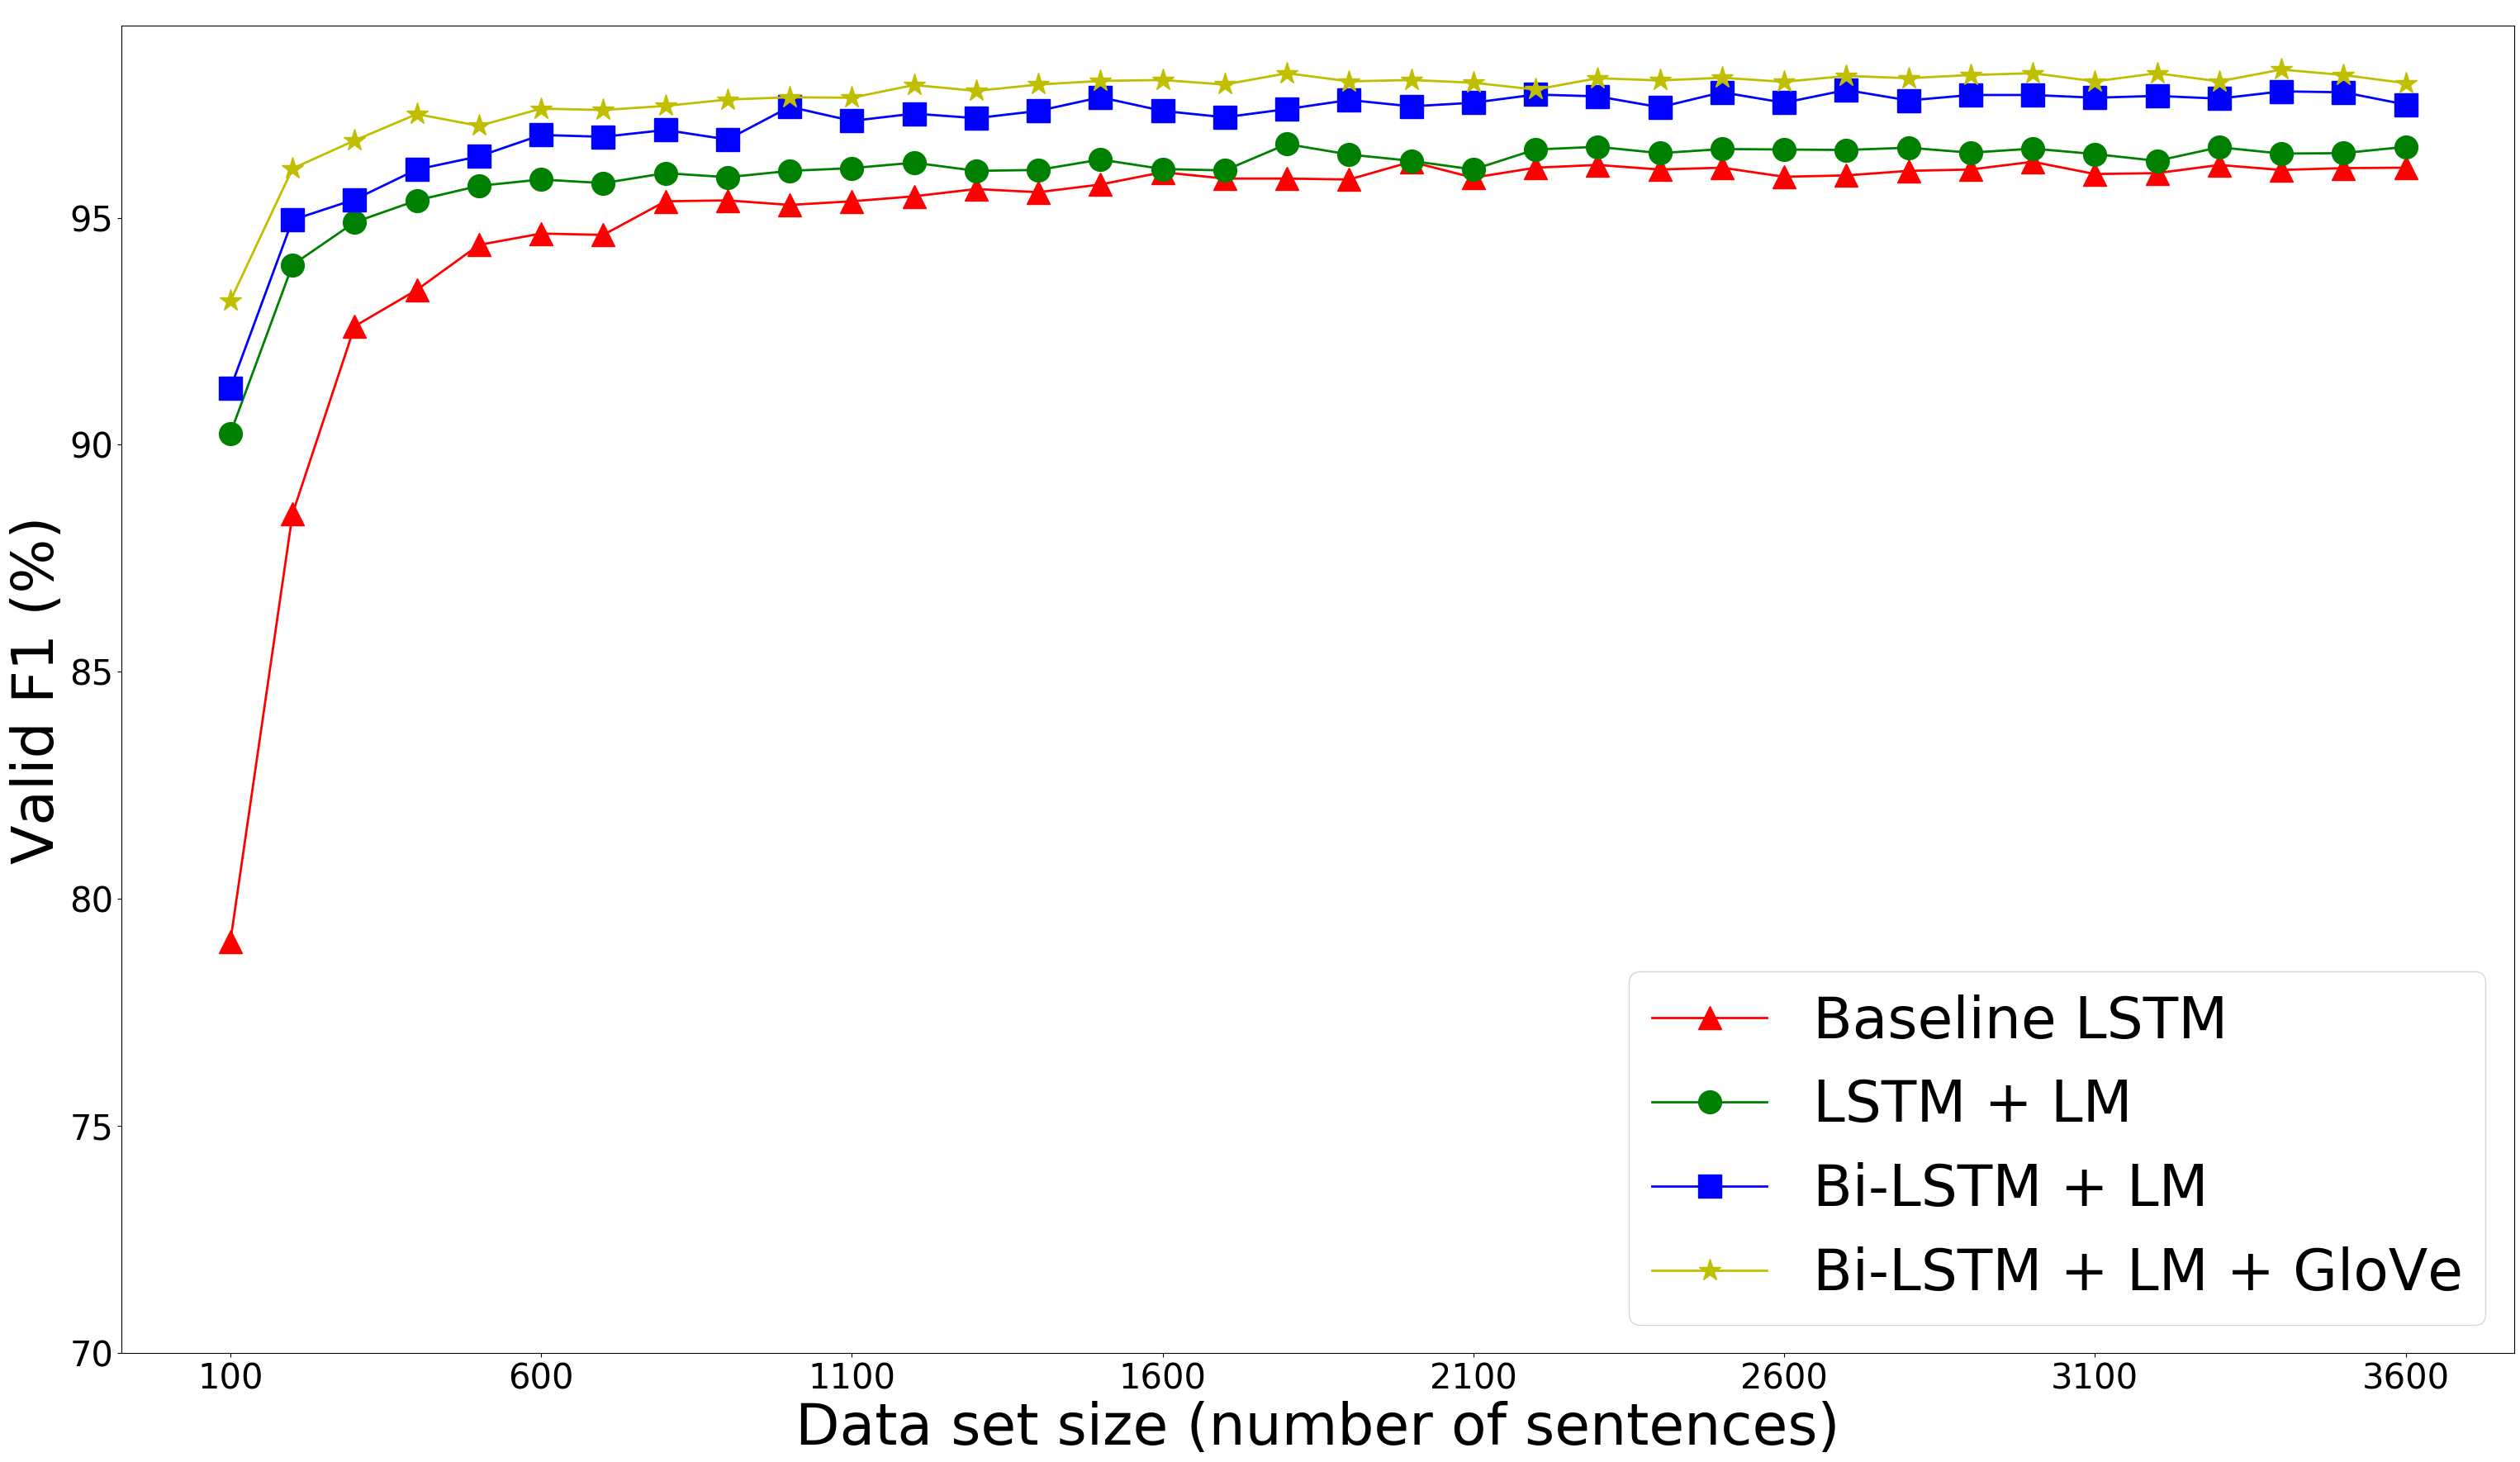 Valid F1 (%)
95
90
85
80
75
70
100 600 1100 1600 2100 2600 3100 3600
Data set size (number of sentences)
Baseline LSTM
LSTM + LM
Bi-LSTM + LM
Bi-LSTM + LM + GloVe